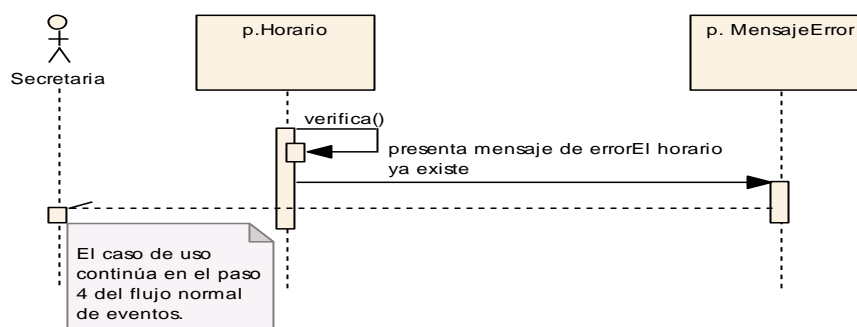 p.Horario
p. MensajeError
Secretaria
verifica()
presenta mensaje de errorEl horario
ya existe
El caso de uso
continúa en el paso
4 del flujo normal
de eventos.